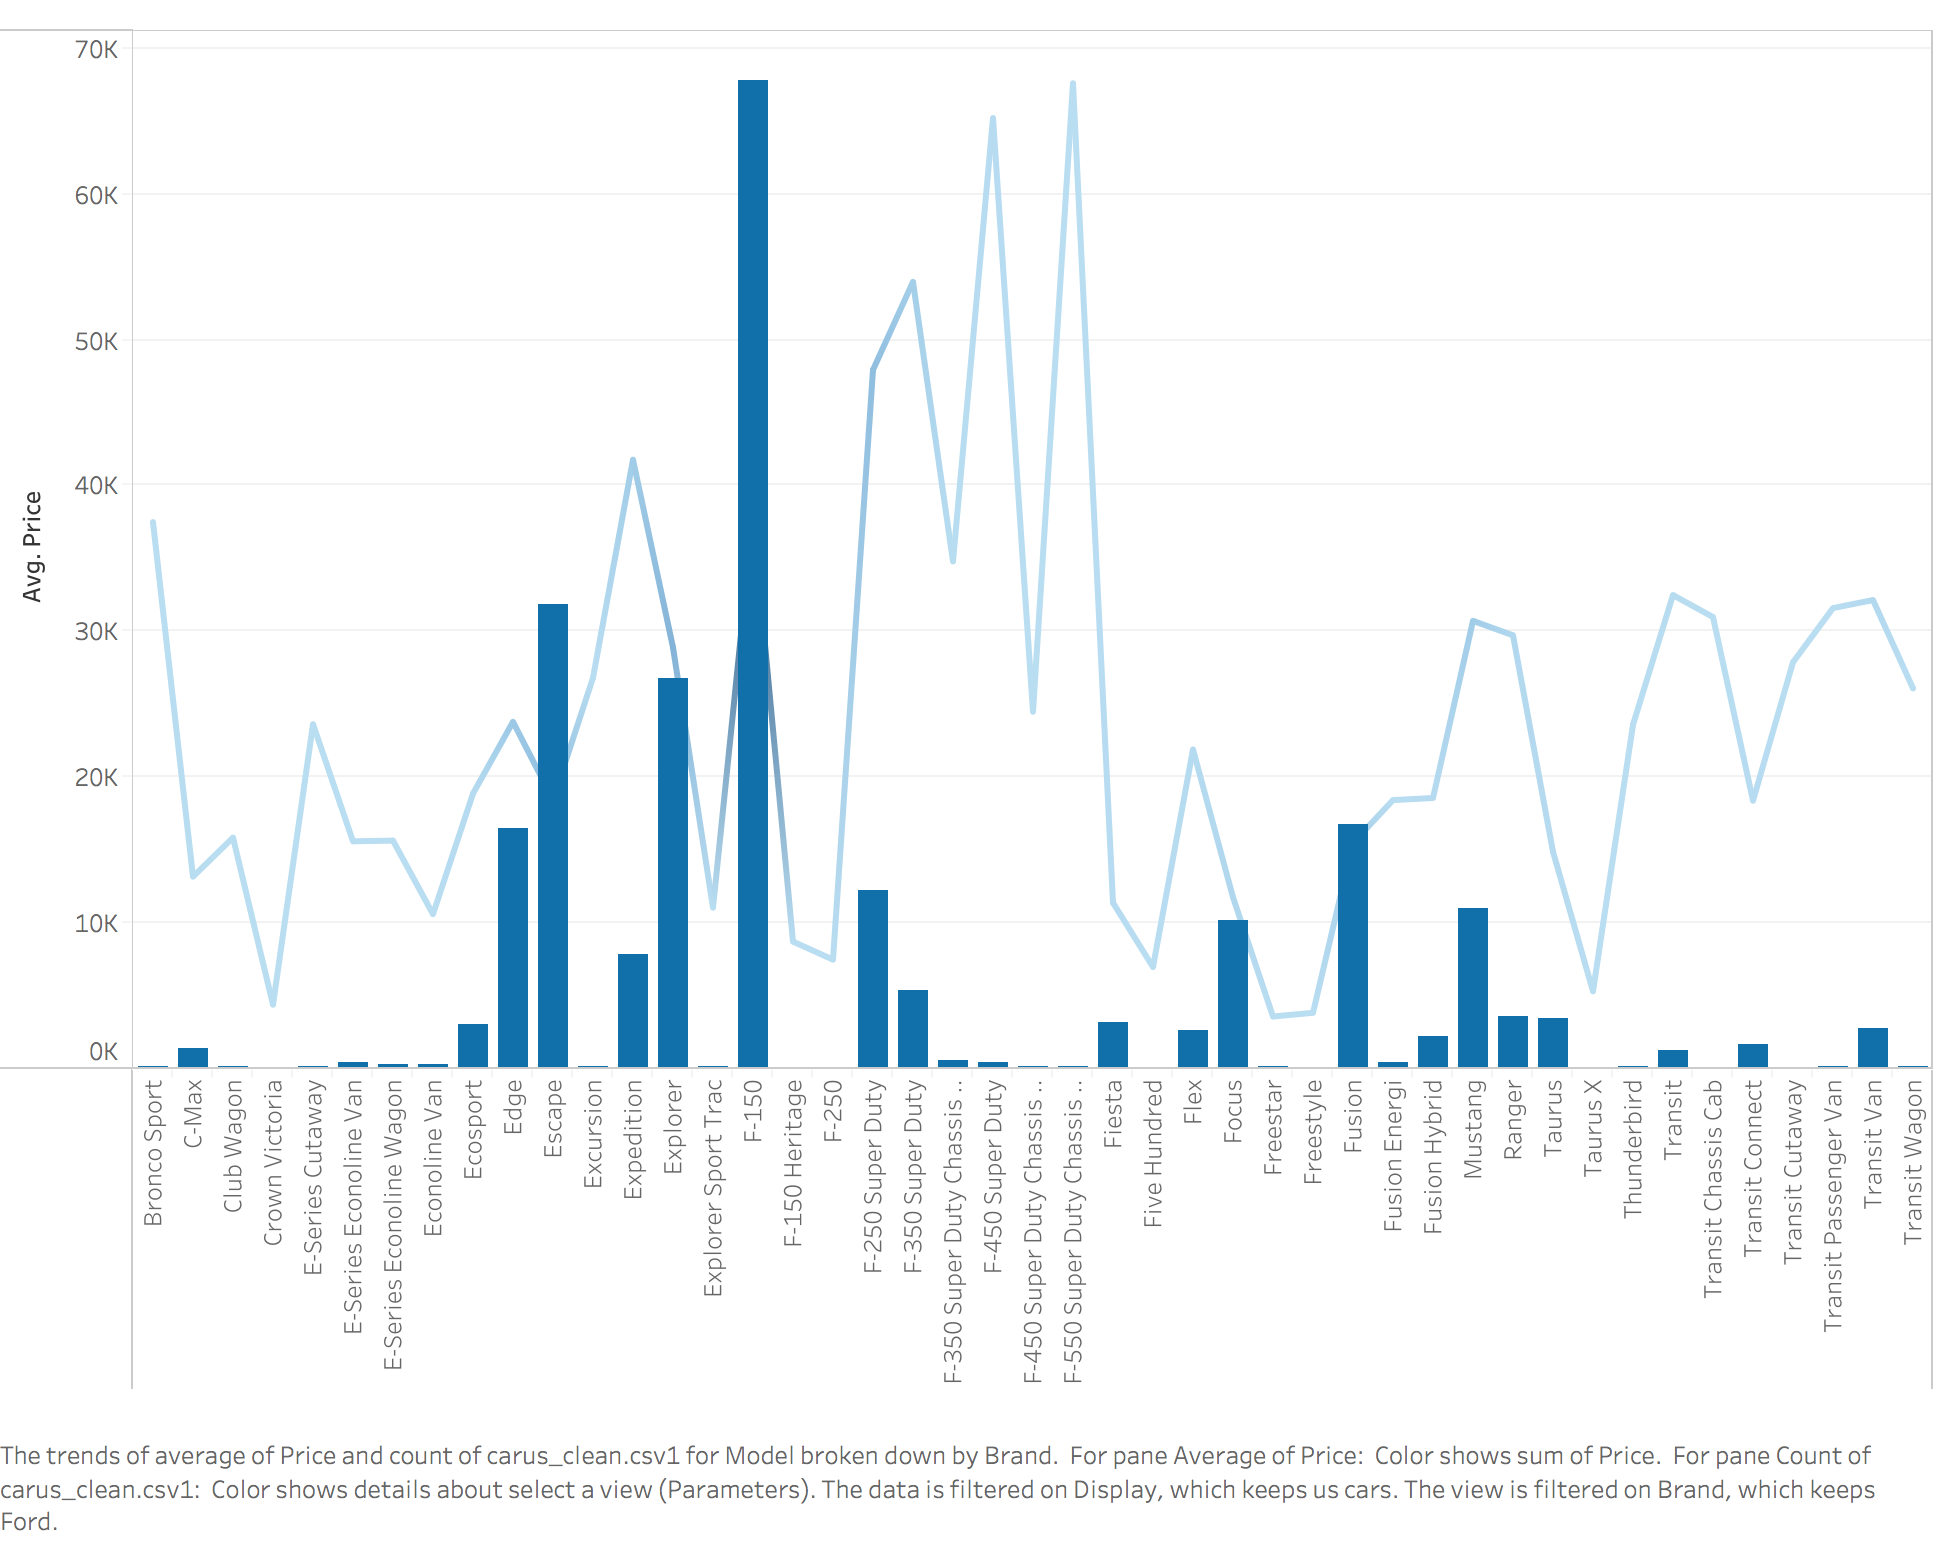 70K
60K
50K
40K
30K
20K
10K
0K
Avg. Price
Bronco Sport
C-Max
Club Wagon
Crown Victoria
E-Series Cutaway
E-Series Econoline Van
E-Series Econoline Wagon
Econoline Van
Ecosport
Edge
Escape
Excursion
Expedition
Explorer
Explorer Sport Trac
F-150
F-150 Heritage
F-250
F-250 Super Duty
F-350 Super Duty
F-350 Super Duty Chassis ..
F-450 Super Duty
F-450 Super Duty Chassis ..
F-550 Super Duty Chassis ..
Fiesta
Five Hundred
Flex
Focus
Freestar
Freestyle
Fusion
Fusion Energi
Fusion Hybrid
Mustang
Ranger
Taurus
Taurus X
Thunderbird
Transit
Transit Chassis Cab
Transit Connect
Transit Cutaway
Transit Passenger Van
Transit Van
Transit Wagon
The trends of average of Price and count of carus_clean.csv1 for Model broken down by Brand.  For pane Average of Price:  Color shows sum of Price.  For pane Count of
carus_clean.csv1:  Color shows details about select a view (Parameters). The data is filtered on Display, which keeps us cars. The view is filtered on Brand, which keeps
Ford.